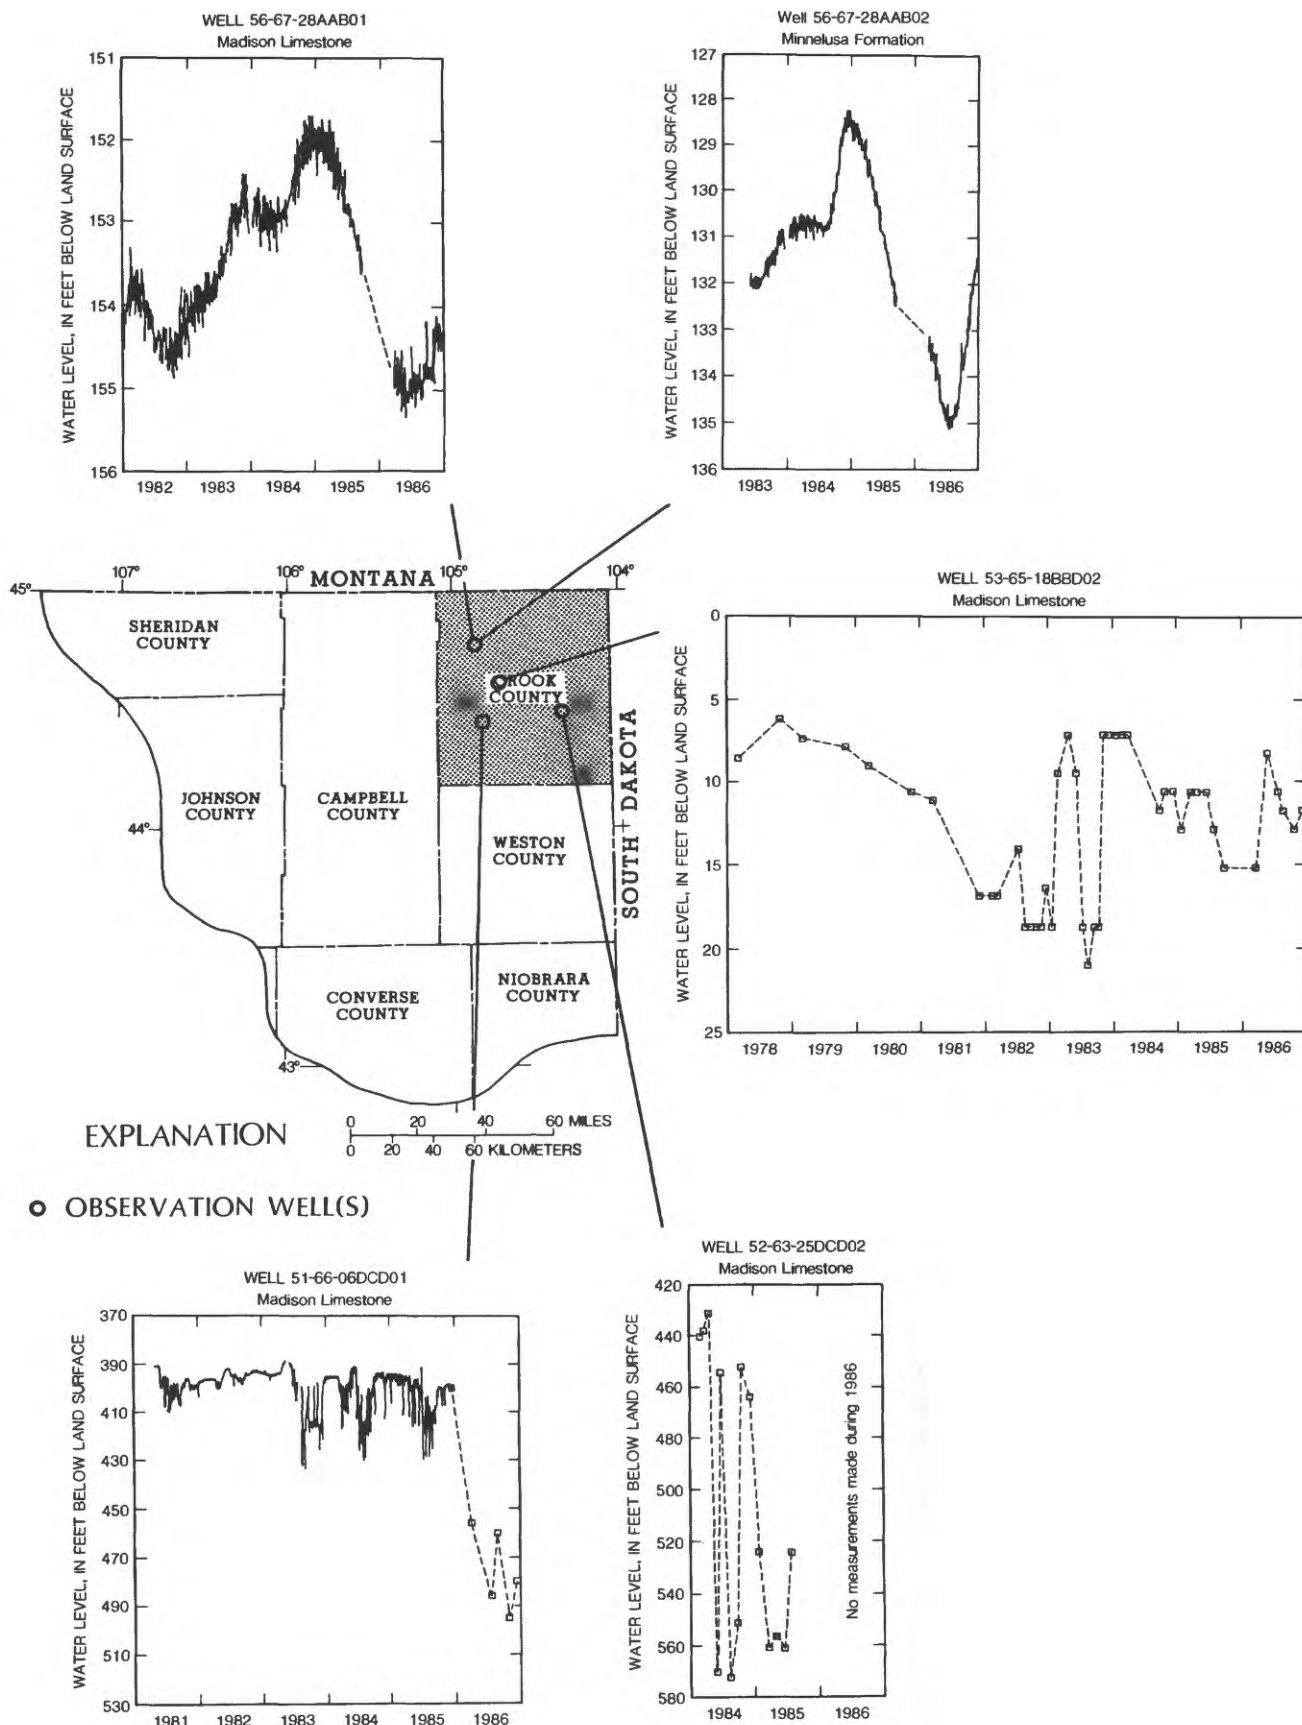 WELL 56-67-28AAB01
Madison Limestone
WATER LEVEL, IN FEET BELOW LAND SURFACE
151
152
153
154
155
156
1982 1983 1984 1985 1986
Well 56-67-28AAB02
Minnelusa Formation
WATER LEVEL, IN FEET BELOW LAND SURFACE
127
128
129
130
131
132
133
134
135
136
1983 1984 1985 1986
45°
107°
106°
105°
104°
MONTANA
SHERIDAN
COUNTY
ROOK
COUNTY
JOHNSON
COUNTY
CAMPBELL
COUNTY
WESTON
COUNTY
SOUTH DAKOTA
44°
CONVERSE
COUNTY
NIOBRARA
COUNTY
43°
WELL 53-65-18BBD02
Madison Limestone
WATER LEVEL, IN FEET BELOW LAND SURFACE
0
5
10
15
20
25
1978 1979 1980 1981 1982 1983 1984 1985 1986
EXPLANATION
0 20 40 60 MILES
0 20 40 60 KILOMETERS
OBSERVATION WELL(S)
WELL 51-66-06DCD01
Madison Limestone
WATER LEVEL, IN FEET BELOW LAND SURFACE
370
390
410
430
450
470
490
510
530
1981 1982 1983 1984 1985 1986
WELL 52-63-25DCD02
Madison Limestone
WATER LEVEL, IN FEET BELOW LAND SURFACE
420
440
460
480
500
520
540
560
580
No measurements made during 1986
1984 1985 1986